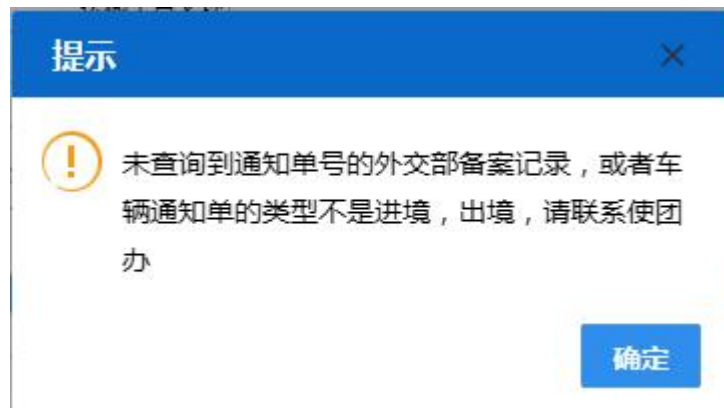 提示
未查询到通知单号的外交部备案记录，或者车
辆通知单的类型不是进境，出境，请联系使团
办
确定